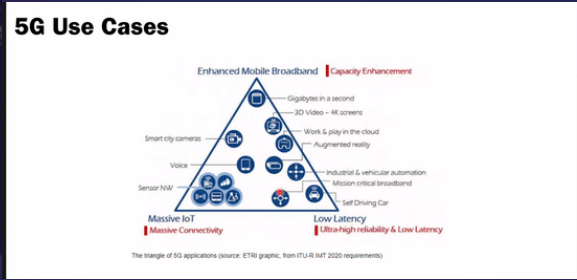 5G Use Cases
Enhanced Mobile Broadband
Capacity Enhancement
Gigabytes in a second
3D Video – 4K screens
Work & play in the cloud
Smart city cameras
Augmented reality
Voice
Industrial & vehicular automation
Mission critical broadband
Sensor NW
Self Driving Car
Massive IoT
Low Latency
Massive Connectivity
Ultra-high reliability & Low Latency
The triangle of 5G applications (source: ETRI graphic, from ITU-R IMT 2020 requirements)